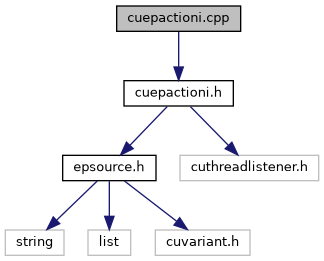 cuepactioni.cpp
cuepactioni.h
epsource.h
cuthreadlistener.h
string
list
cuvariant.h